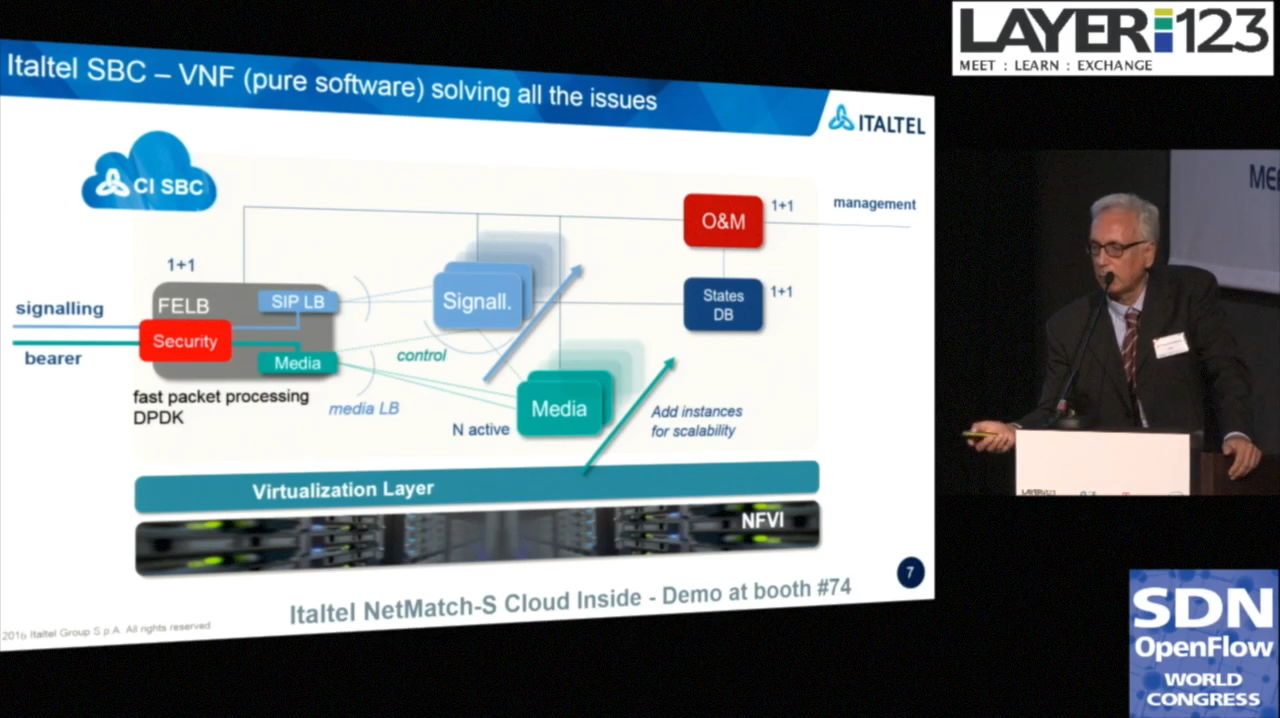 LAYER123
MEET : LEARN : EXCHANGE
Italtel SBC – VNF (pure software) solving all the issues
ITALTEL
CI SBC
O&M
1+1
management
1+1
signalling
FELB
SIP LB
Signall.
States
DB
1+1
Security
bearer
Media
control
fast packet processing
DPDK
media LB
Media
N active
Add instances
for scalability
Virtualization Layer
NFVI
7
Italtel NetMatch-S Cloud Inside - Demo at booth #74
2016 Italtel Group S.p.A. All rights reserved
LAYER123
SDN
OpenFlow
WORLD
CONGRESS